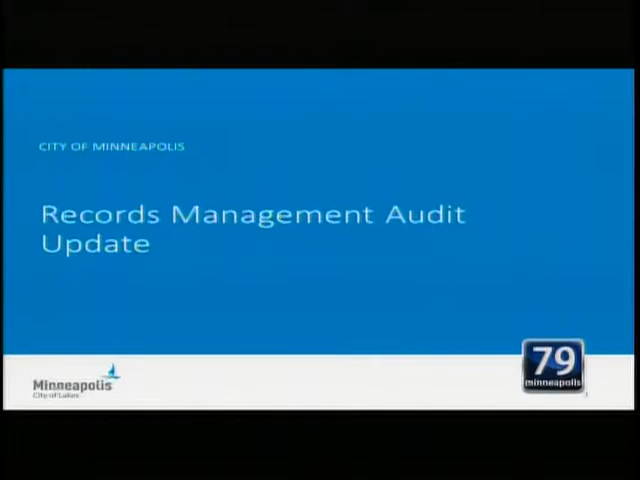 CITY OF MINNEAPOLIS
Records Management Audit
Update
Minneapolis
City of Lakes
79
minneapolis